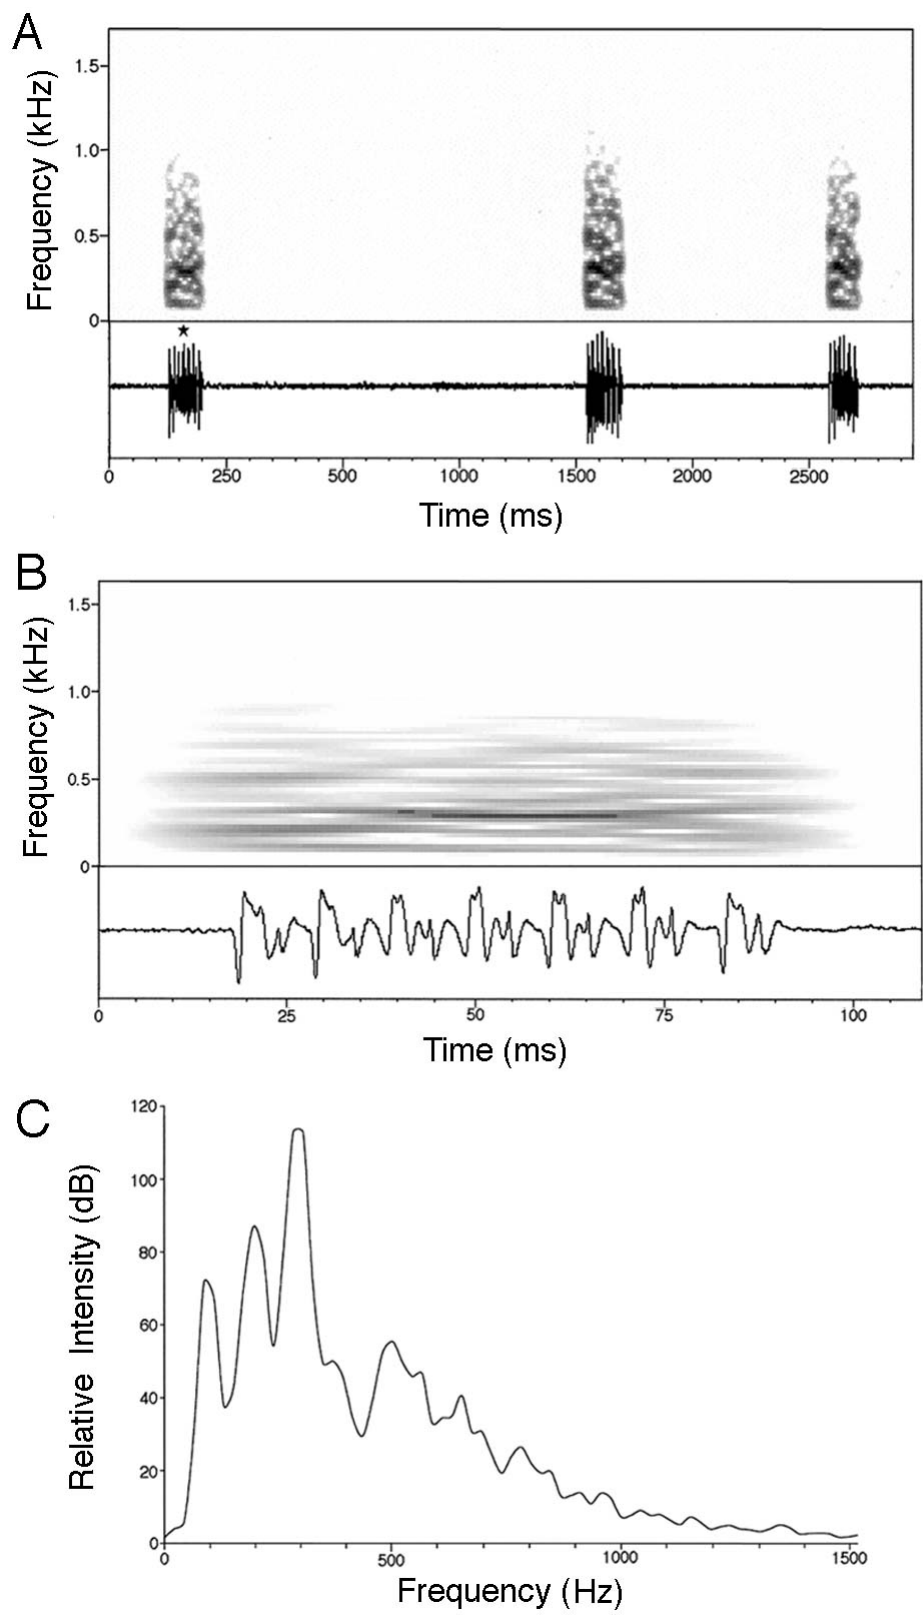 A
Frequency (kHz)
1.5
1.0
0.5
0
0 250 500 1000 1500 2000 2500
Time (ms)
B
Frequency (kHz)
1.5
1.0
0.5
0
0 25 50 75 100
Time (ms)
C
Relative Intensity (dB)
120
100
80
60
40
20
0
0 500 1000 1500
Frequency (Hz)